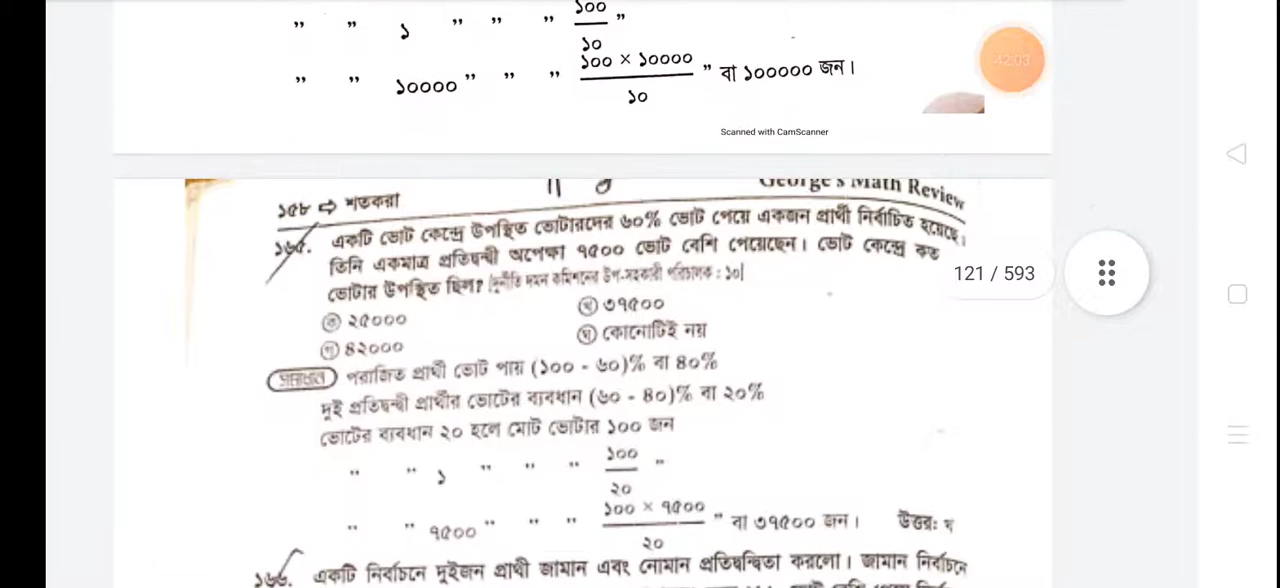 ” ” ১ ” ” ” ১০০/১০ ”
” ” ১০০০০ ” ” ” ১০০ × ১০০০০/১০ ” বা ১০০০০০ জন।
42:03
Scanned with CamScanner
১৫৮ ⇨ শতকরা George's Math Review
১৬৫. একটি ভোট কেন্দ্রে উপস্থিত ভোটারদের ৬০% ভোট পেয়ে একজন প্রার্থী নির্বাচিত হয়েছে।
তিনি একমাত্র প্রতিদ্বন্দ্বী অপেক্ষা ৭৫০০ ভোট বেশি পেয়েছেন। ভোট কেন্দ্রে কত
ভোটার উপস্থিত ছিল? [দুর্নীতি দমন কমিশনের উপ-সহকারী পরিচালক : ১০]
121 / 593
ক ২৫০০০ খ ৩৭৫০০
গ ৪২০০০ ঘ কোনোটিই নয়
সমাধান পরাজিত প্রার্থী ভোট পায় (১০০ - ৬০)% বা ৪০%
দুই প্রতিদ্বন্দ্বী প্রার্থীর ভোটের ব্যবধান (৬০ - ৪০)% বা ২০%
ভোটের ব্যবধান ২০ হলে মোট ভোটার ১০০ জন
” ” ১ ” ” ” ১০০/২০ ”
” ” ৭৫০০ ” ” ” ১০০ × ৭৫০০/২০ ” বা ৩৭৫০০ জন। উত্তর:
১৬৬. একটি নির্বাচনে দুইজন প্রার্থী জামান এবং নোমান প্রতিদ্বন্দ্বিতা করলো। জামান নির্বাচনে